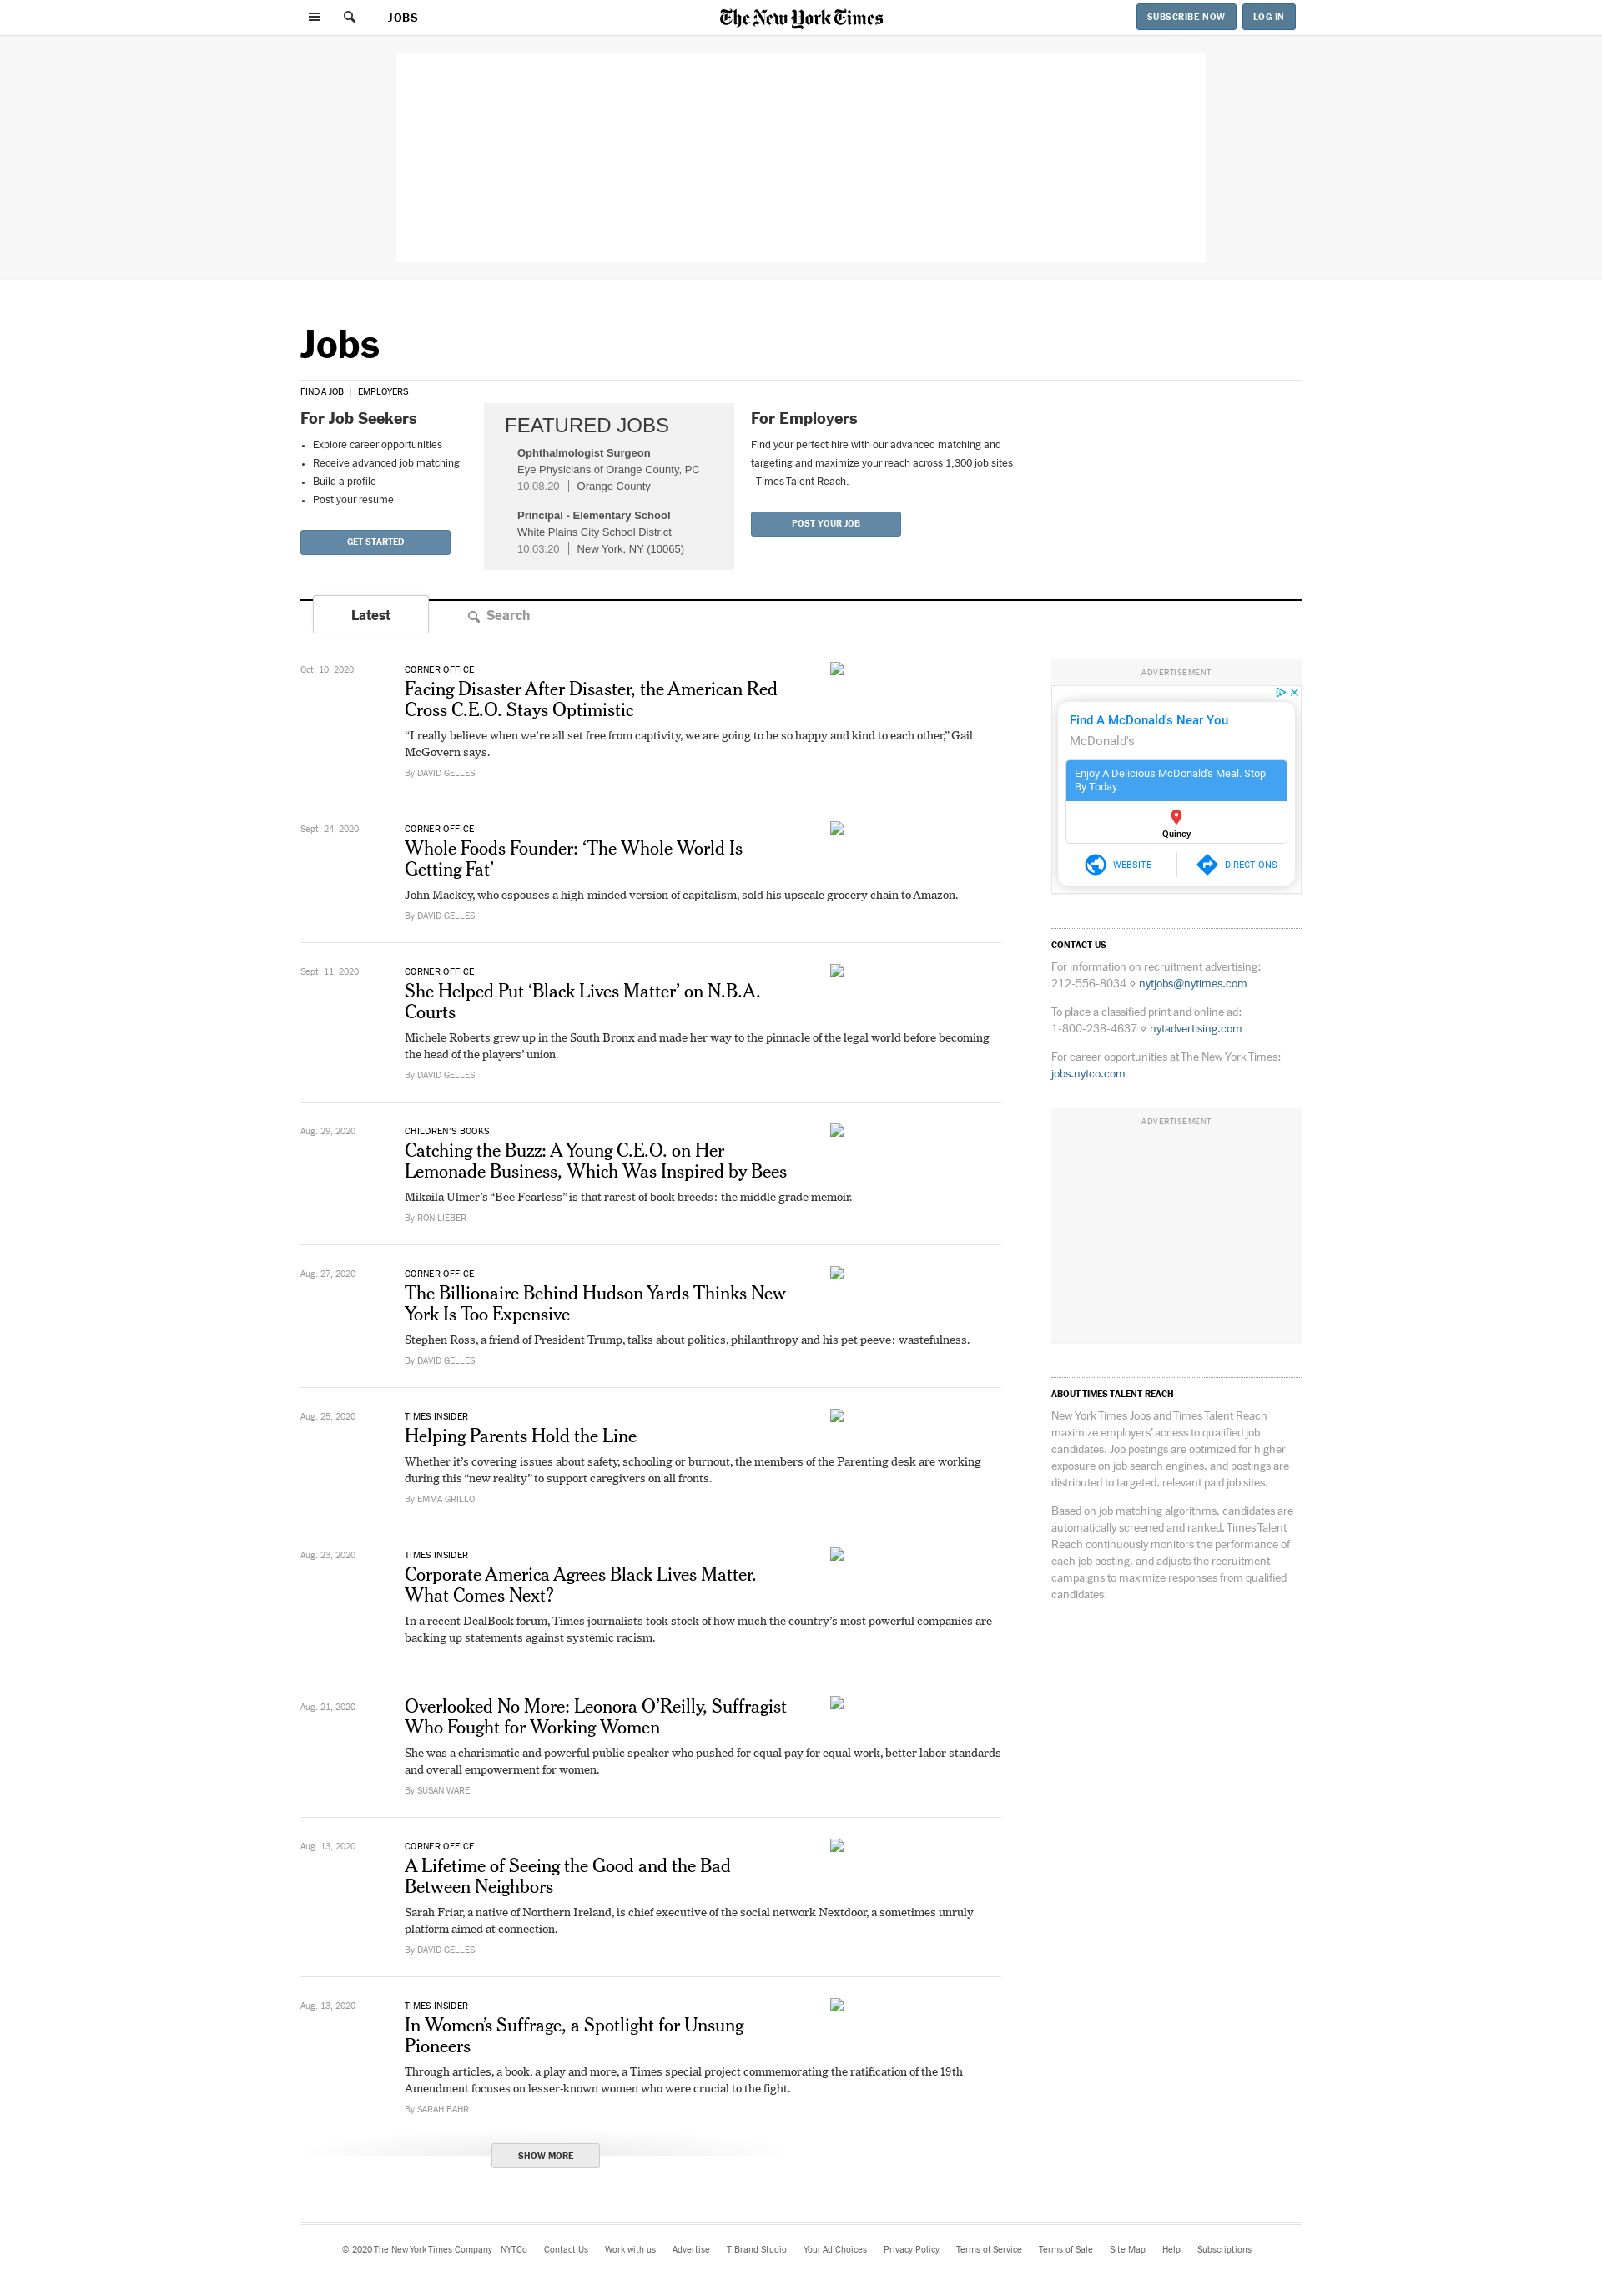 JOBS
The New York Times
SUBSCRIBE NOW
LOG IN
Jobs
FIND A JOB | EMPLOYERS
For Job Seekers
• Explore career opportunities
• Receive advanced job matching
• Build a profile
• Post your resume
GET STARTED
FEATURED JOBS
Ophthalmologist Surgeon
Eye Physicians of Orange County, PC
10.08.20 | Orange County
Principal - Elementary School
White Plains City School District
10.03.20 | New York, NY (10065)
For Employers
Find your perfect hire with our advanced matching and
targeting and maximize your reach across 1,300 job sites
- Times Talent Reach.
POST YOUR JOB
Latest
Search
Oct. 10, 2020
CORNER OFFICE
Facing Disaster After Disaster, the American Red
Cross C.E.O. Stays Optimistic
“I really believe when we’re all set free from captivity, we are going to be so happy and kind to each other,” Gail
McGovern says.
By DAVID GELLES
Sept. 24, 2020
CORNER OFFICE
Whole Foods Founder: ‘The Whole World Is
Getting Fat’
John Mackey, who espouses a high-minded version of capitalism, sold his upscale grocery chain to Amazon.
By DAVID GELLES
Sept. 11, 2020
CORNER OFFICE
She Helped Put ‘Black Lives Matter’ on N.B.A.
Courts
Michele Roberts grew up in the South Bronx and made her way to the pinnacle of the legal world before becoming
the head of the players’ union.
By DAVID GELLES
Aug. 29, 2020
CHILDREN’S BOOKS
Catching the Buzz: A Young C.E.O. on Her
Lemonade Business, Which Was Inspired by Bees
Mikaila Ulmer’s “Bee Fearless” is that rarest of book breeds: the middle grade memoir.
By RON LIEBER
Aug. 27, 2020
CORNER OFFICE
The Billionaire Behind Hudson Yards Thinks New
York Is Too Expensive
Stephen Ross, a friend of President Trump, talks about politics, philanthropy and his pet peeve: wastefulness.
By DAVID GELLES
Aug. 25, 2020
TIMES INSIDER
Helping Parents Hold the Line
Whether it’s covering issues about safety, schooling or burnout, the members of the Parenting desk are working
during this “new reality” to support caregivers on all fronts.
By EMMA GRILLO
Aug. 23, 2020
TIMES INSIDER
Corporate America Agrees Black Lives Matter.
What Comes Next?
In a recent DealBook forum, Times journalists took stock of how much the country’s most powerful companies are
backing up statements against systemic racism.
Aug. 21, 2020
Overlooked No More: Leonora O’Reilly, Suffragist
Who Fought for Working Women
She was a charismatic and powerful public speaker who pushed for equal pay for equal work, better labor standards
and overall empowerment for women.
By SUSAN WARE
Aug. 13, 2020
CORNER OFFICE
A Lifetime of Seeing the Good and the Bad
Between Neighbors
Sarah Friar, a native of Northern Ireland, is chief executive of the social network Nextdoor, a sometimes unruly
platform aimed at connection.
By DAVID GELLES
Aug. 13, 2020
TIMES INSIDER
In Women’s Suffrage, a Spotlight for Unsung
Pioneers
Through articles, a book, a play and more, a Times special project commemorating the ratification of the 19th
Amendment focuses on lesser-known women who were crucial to the fight.
By SARAH BAHR
SHOW MORE
ADVERTISEMENT
Find A McDonald's Near You
McDonald's
Enjoy A Delicious McDonald's Meal. Stop
By Today.
Quincy
WEBSITE
DIRECTIONS
CONTACT US
For information on recruitment advertising:
212-556-8034 ⋄ nytjobs@nytimes.com
To place a classified print and online ad:
1-800-238-4637 ⋄ nytadvertising.com
For career opportunities at The New York Times:
jobs.nytco.com
ADVERTISEMENT
ABOUT TIMES TALENT REACH
New York Times Jobs and Times Talent Reach
maximize employers’ access to qualified job
candidates. Job postings are optimized for higher
exposure on job search engines, and postings are
distributed to targeted, relevant paid job sites.
Based on job matching algorithms, candidates are
automatically screened and ranked. Times Talent
Reach continuously monitors the performance of
each job posting, and adjusts the recruitment
campaigns to maximize responses from qualified
candidates.
© 2020 The New York Times Company NYTCo Contact Us Work with us Advertise T Brand Studio Your Ad Choices Privacy Policy Terms of Service Terms of Sale Site Map Help Subscriptions